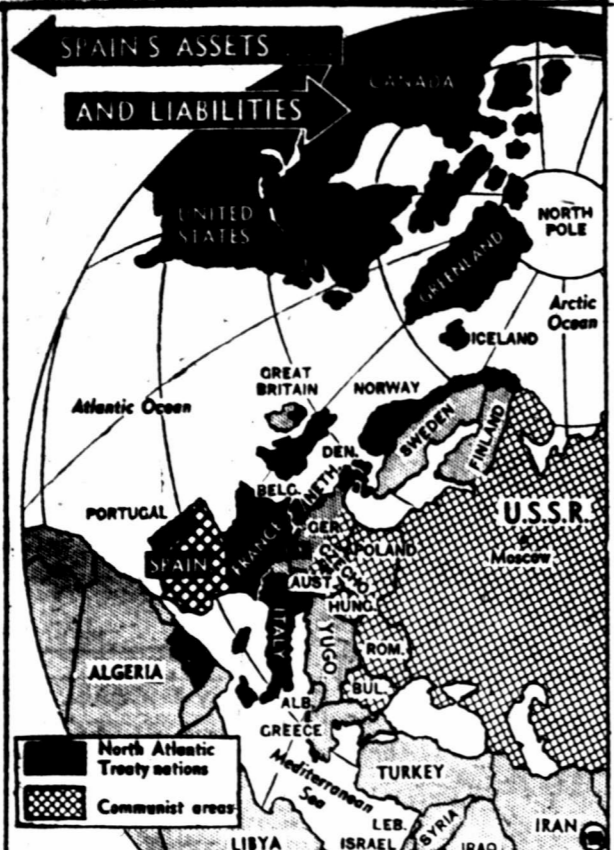 SPAIN'S ASSETS
AND LIABILITIES
CANADA
UNITED
STATES
NORTH
POLE
GREENLAND
Arctic
Ocean
ICELAND
GREAT
BRITAIN
NORWAY
Atlantic Ocean
SWEDEN
FINLAND
DEN.
NETH.
BELG.
PORTUGAL
U.S.S.R.
Moscow
FRANCE
GER.
POLAND
SPAIN
CZECHO.
AUST.
HUNG.
ITALY
YUGO.
ROM.
ALGERIA
BUL.
ALB.
GREECE
North Atlantic
Treaty nations
Mediterranean
Sea
TURKEY
Communist areas
LEB.
SYRIA
IRAN
LIBYA
ISRAEL
IRAQ